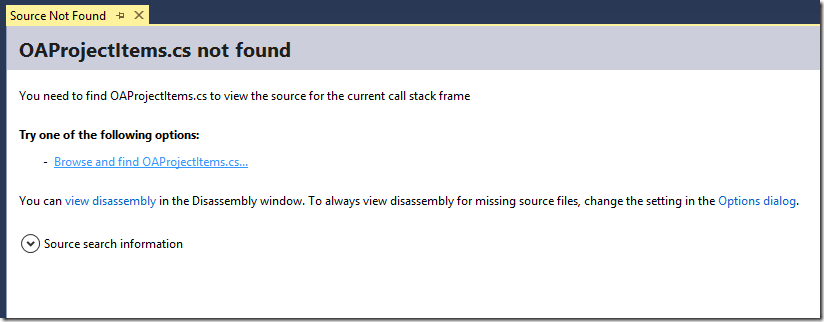 Source Not Found
OAProjectItems.cs not found
You need to find OAProjectItems.cs to view the source for the current call stack frame
Try one of the following options:
- Browse and find OAProjectItems.cs...
You can view disassembly in the Disassembly window. To always view disassembly for missing source files, change the setting in the Options dialog.
Source search information